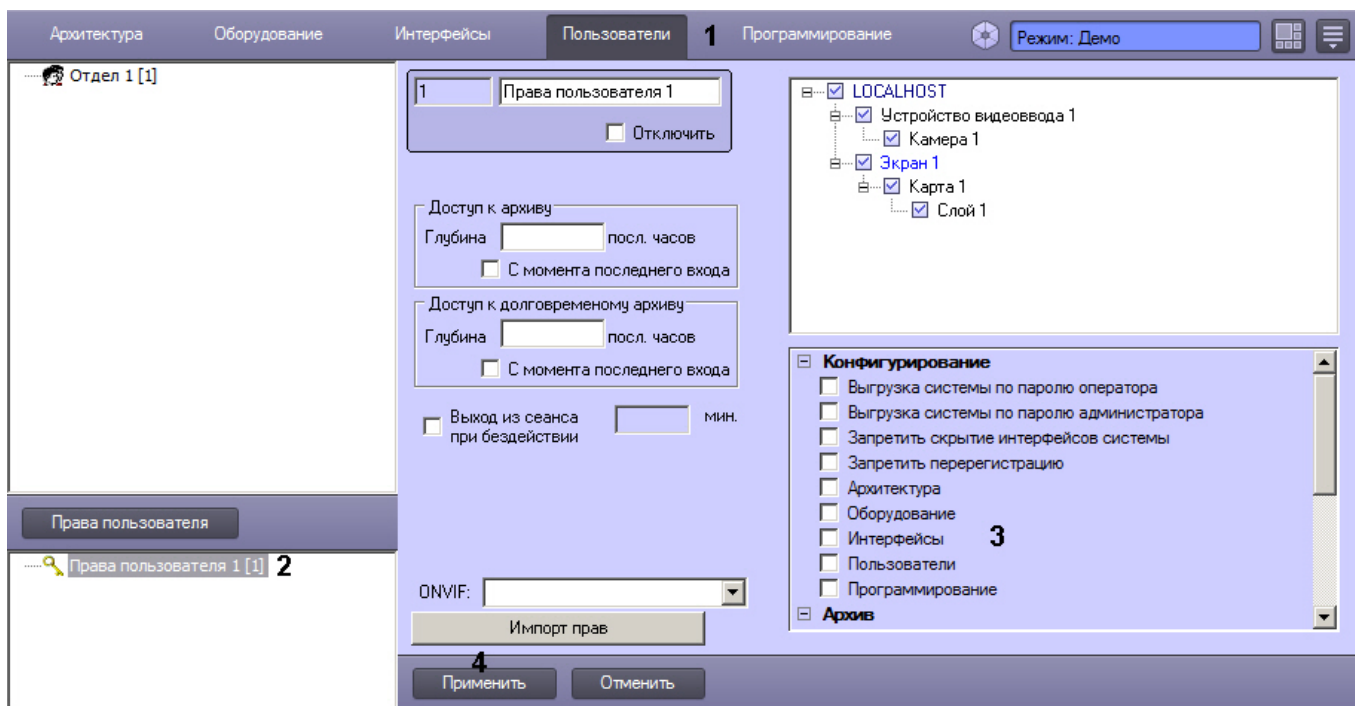 Архитектура Оборудование Интерфейсы Пользователи 1 Программирование Режим: Демо
Отдел 1 [1]
1 Права пользователя 1
Отключить
Доступ к архиву
Глубина посл. часов
С момента последнего входа
Доступ к долговременому архиву
Глубина посл. часов
С момента последнего входа
Выход из сеанса
при бездействии
мин.
LOCALHOST
Устройство видеоввода 1
Камера 1
Экран 1
Карта 1
Слой 1
Конфигурирование
Выгрузка системы по паролю оператора
Выгрузка системы по паролю администратора
Запретить скрытие интерфейсов системы
Запретить перерегистрацию
Архитектура
Оборудование
Интерфейсы 3
Пользователи
Программирование
Архив
Права пользователя
Права пользователя 1 [1] 2
ONVIF:
Импорт прав
4
Применить Отменить